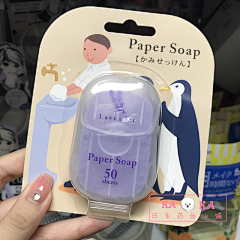 Paper Soap
【かみせっけん】
Lavender
Paper Soap
50
sheets